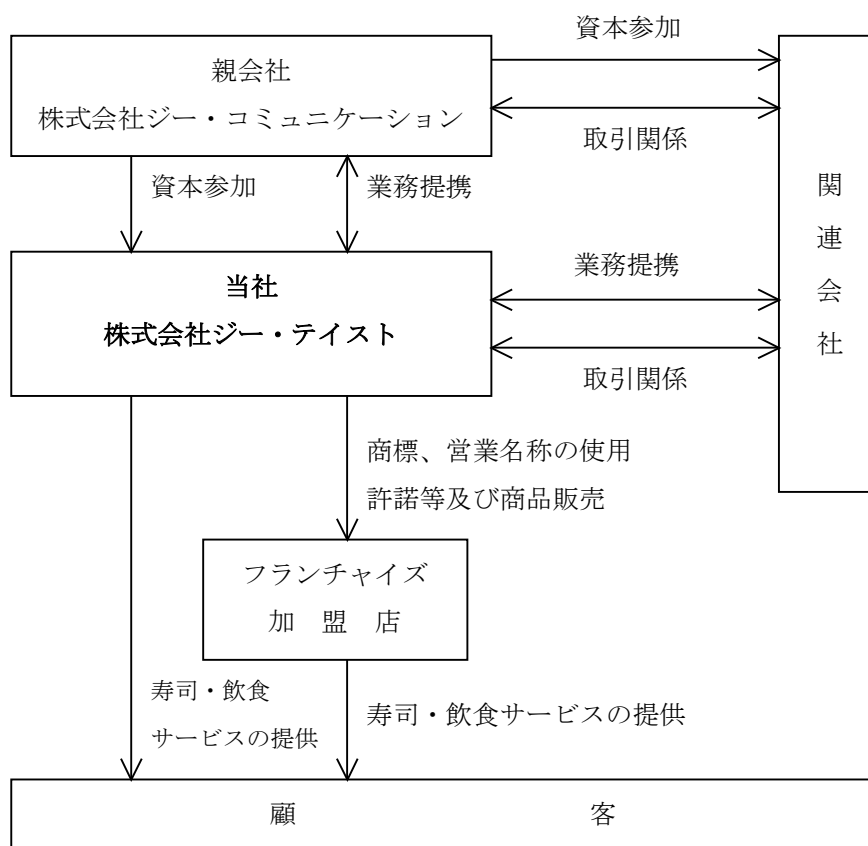 資本参加
親会社
株式会社ジー・コミュニケーション
取引関係
資本参加
業務提携
関連会社
当社
株式会社ジー・テイスト
業務提携
取引関係
商標、営業名称の使用
許諾等及び商品販売
フランチャイズ
加　盟　店
寿司・飲食
サービスの提供
寿司・飲食サービスの提供
顧　　　　　　　客